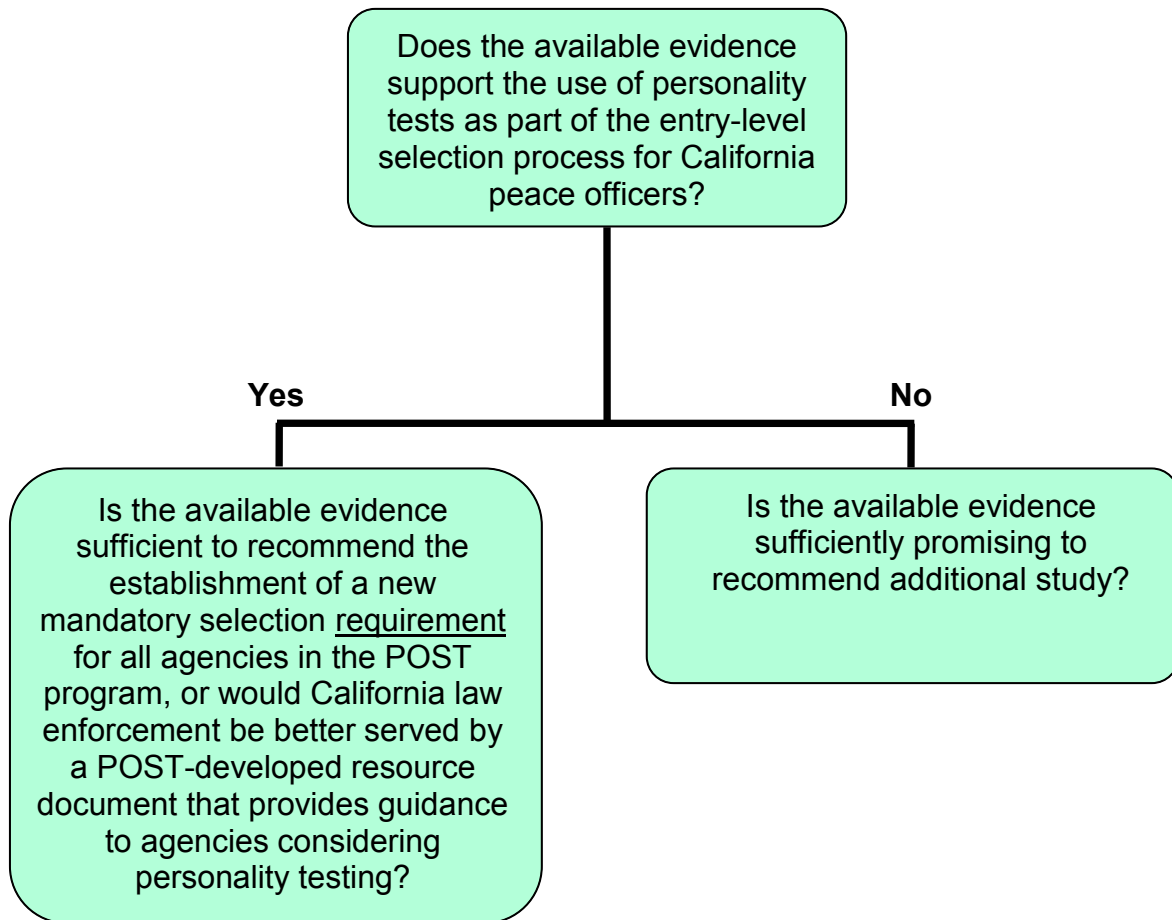 Does the available evidence
support the use of personality
tests as part of the entry-level
selection process for California
peace officers?
Yes
No
Is the available evidence
sufficient to recommend the
establishment of a new
mandatory selection requirement
for all agencies in the POST
program, or would California law
enforcement be better served by
a POST-developed resource
document that provides guidance
to agencies considering
personality testing?
Is the available evidence
sufficiently promising to
recommend additional study?